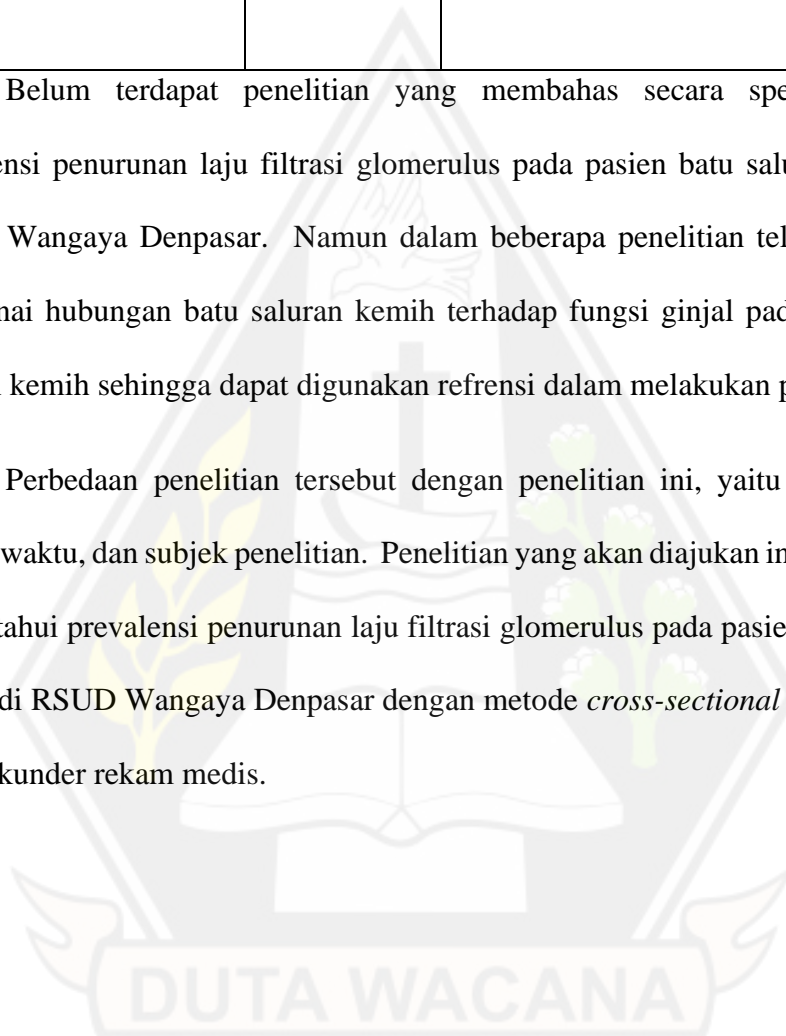 Belum terdapat penelitian yang membahas secara spe
ensi penurunan laju filtrasi glomerulus pada pasien batu salu
Wangaya Denpasar. Namun dalam beberapa penelitian tel
nai hubungan batu saluran kemih terhadap fungsi ginjal pad
kemih sehingga dapat digunakan refrensi dalam melakukan p
Perbedaan penelitian tersebut dengan penelitian ini, yaitu
waktu, dan subjek penelitian. Penelitian yang akan diajukan in
tahui prevalensi penurunan laju filtrasi glomerulus pada pasie
di RSUD Wangaya Denpasar dengan metode cross-sectional
kunder rekam medis.
DUTA WACANA